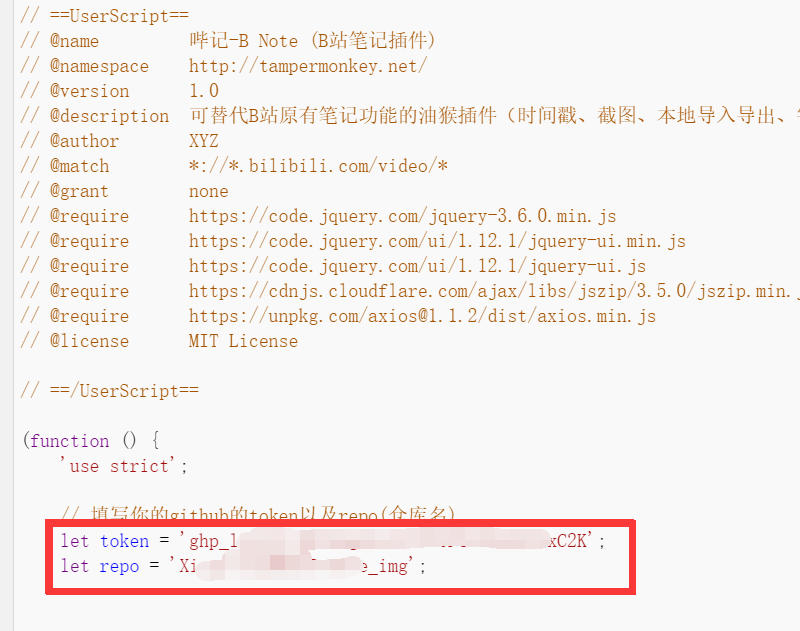 // ==UserScript==
// @name 哔记-B Note (B站笔记插件)
// @namespace http://tampermonkey.net/
// @version 1.0
// @description 可替代B站原有笔记功能的油猴插件（时间戳、截图、本地导入导出、
// @author XYZ
// @match *://*.bilibili.com/video/*
// @grant none
// @require https://code.jquery.com/jquery-3.6.0.min.js
// @require https://code.jquery.com/ui/1.12.1/jquery-ui.min.js
// @require https://code.jquery.com/ui/1.12.1/jquery-ui.js
// @require https://cdnjs.cloudflare.com/ajax/libs/jszip/3.5.0/jszip.min.
// @require https://unpkg.com/axios@1.1.2/dist/axios.min.js
// @license MIT License
// ==/UserScript==
(function () {
'use strict';
// 填写你的github的token以及repo(仓库名)
let token = 'ghp_l xC2K';
let repo = 'Xi e_img';